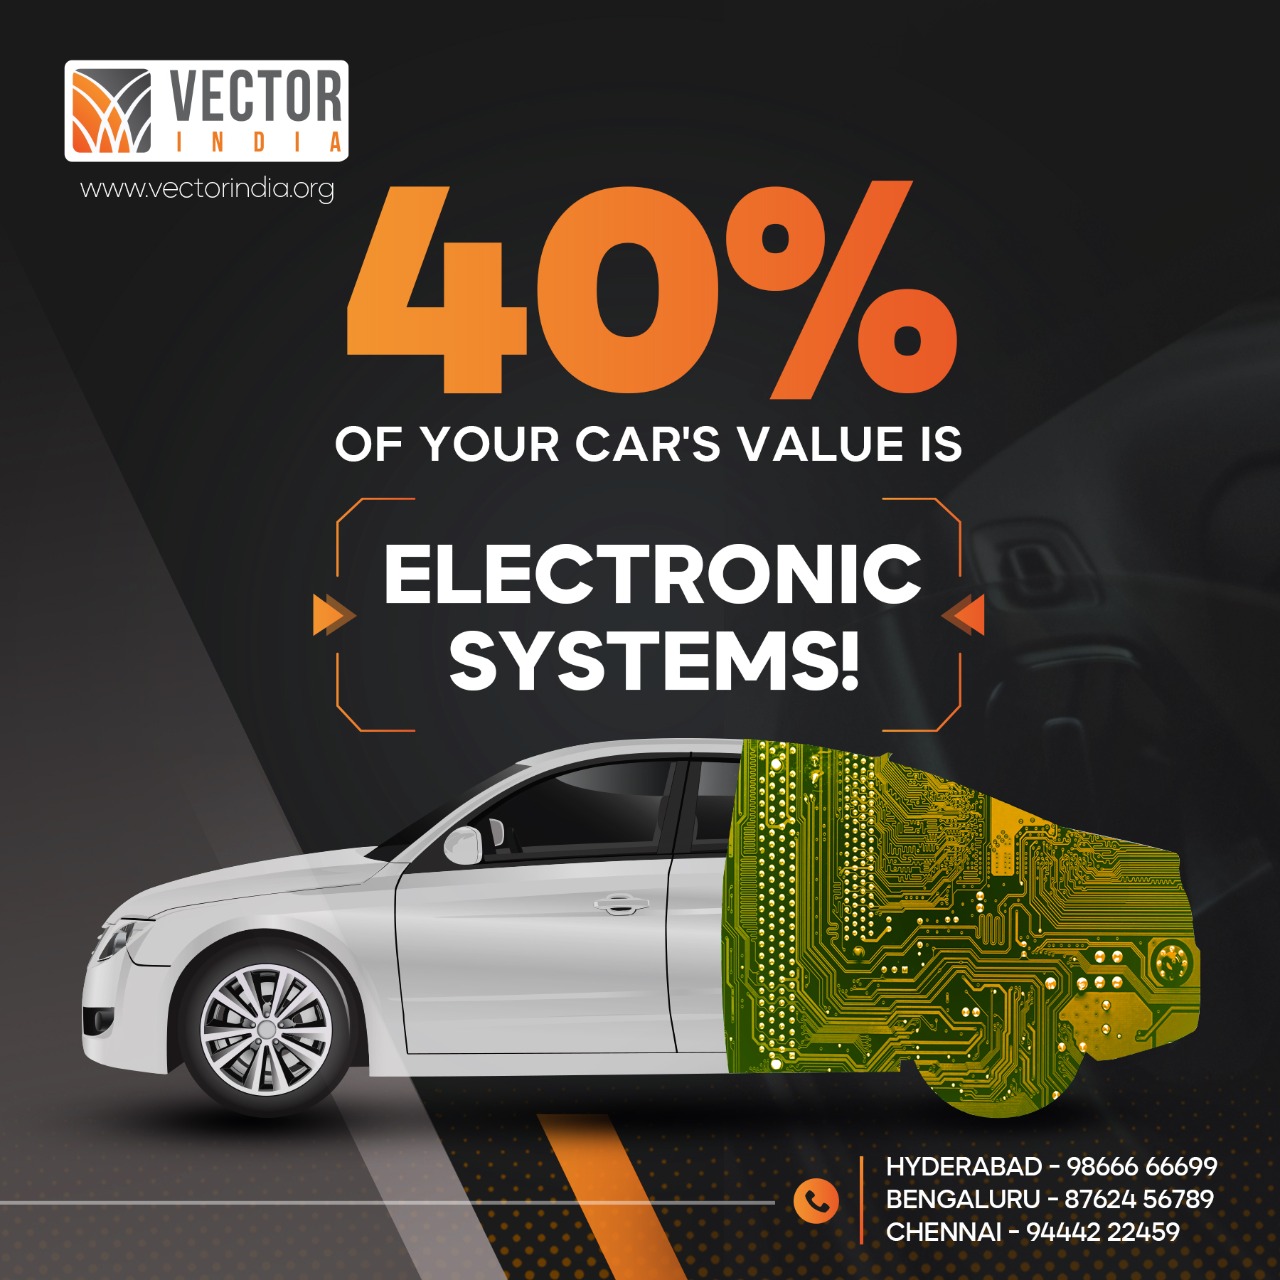 VECTOR
INDIA
www.vectorindia.org
40%
OF YOUR CAR'S VALUE IS
ELECTRONIC
SYSTEMS!
HYDERABAD - 98666 66699
BENGALURU - 87624 56789
CHENNAI - 94442 22459